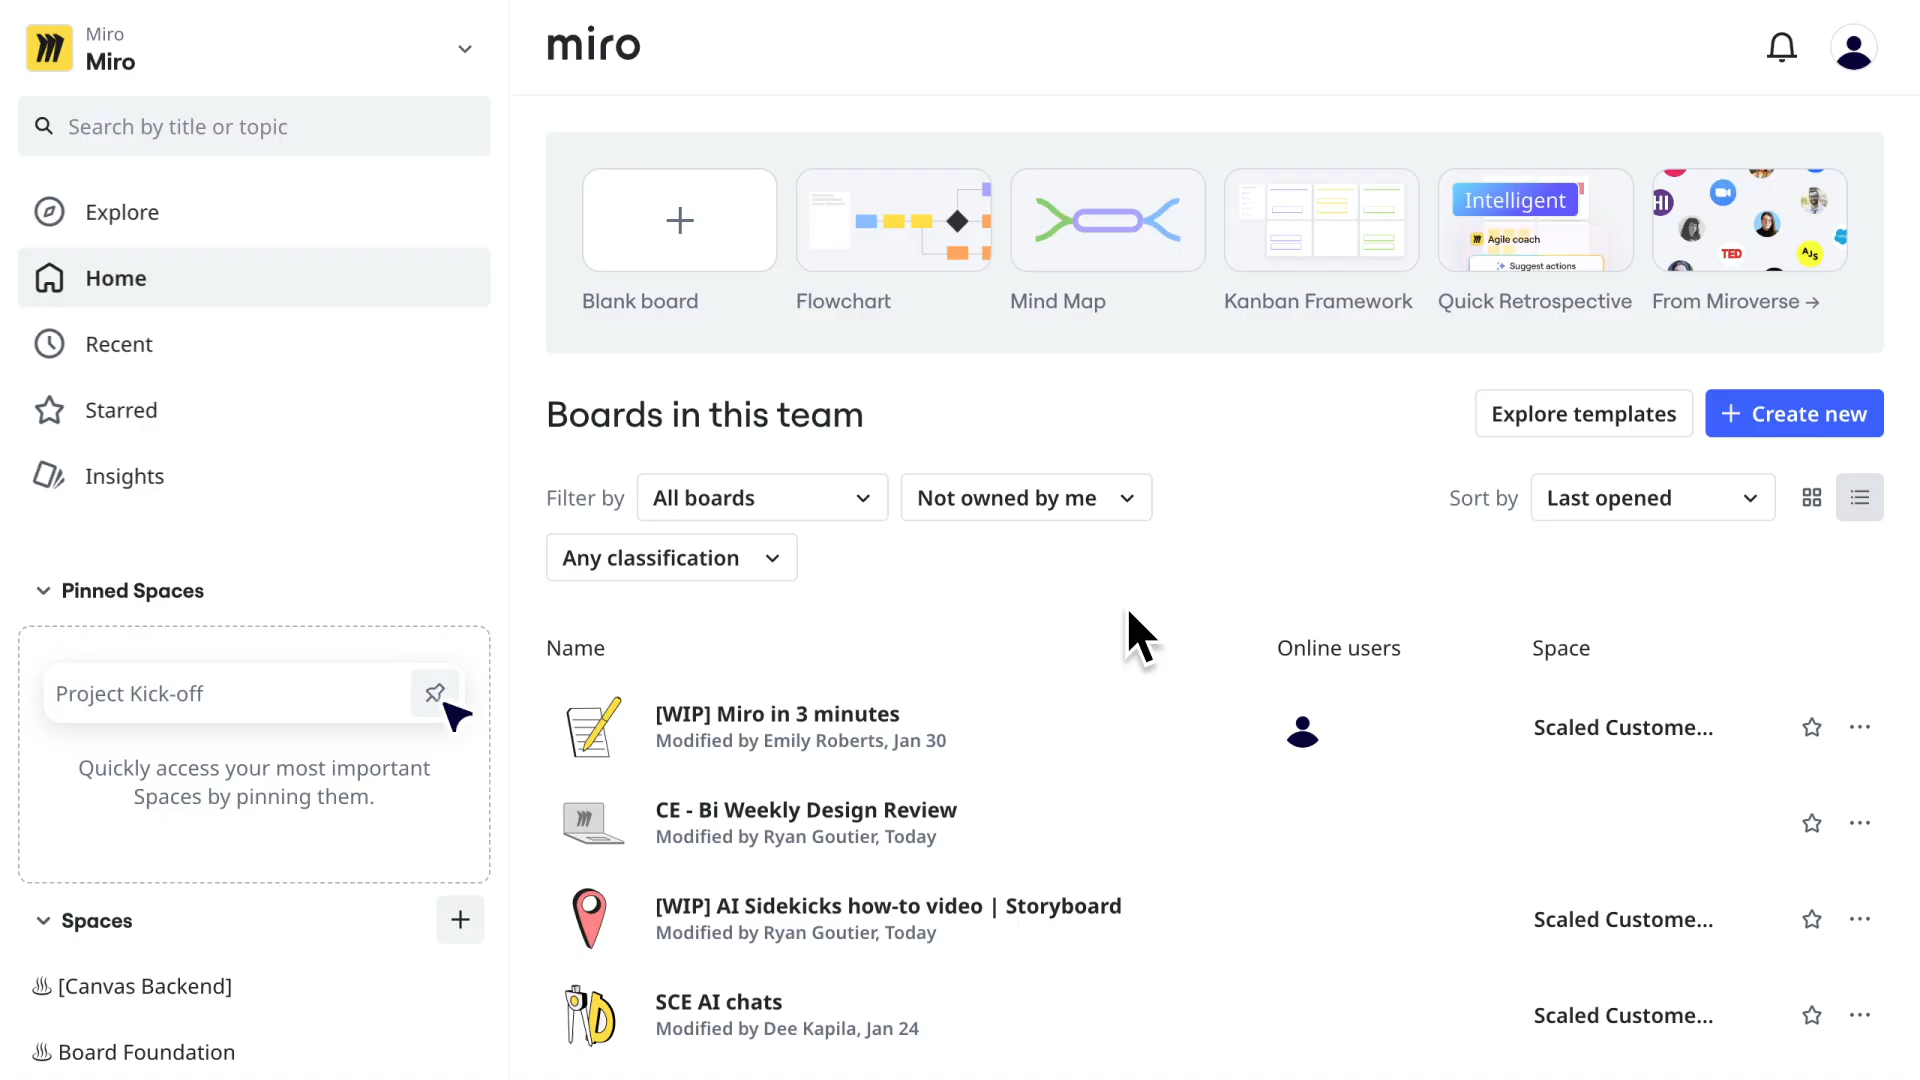 Miro
Miro
miro
Search by title or topic
Explore
Home
Recent
Starred
Insights
Pinned Spaces
Project Kick-off
Quickly access your most important
Spaces by pinning them.
Spaces
[Canvas Backend]
Board Foundation
Intelligent
Agile coach
Suggest actions
HI
TED
AJs
Blank board
Flowchart
Mind Map
Kanban Framework
Quick Retrospective
From Miroverse →
Boards in this team
Explore templates
+ Create new
Filter by
All boards
Not owned by me
Sort by
Last opened
Any classification
Name
Online users
Space
[WIP] Miro in 3 minutes
Modified by Emily Roberts, Jan 30
Scaled Custome...
CE - Bi Weekly Design Review
Modified by Ryan Goutier, Today
[WIP] AI Sidekicks how-to video | Storyboard
Modified by Ryan Goutier, Today
Scaled Custome...
SCE AI chats
Modified by Dee Kapila, Jan 24
Scaled Custome...